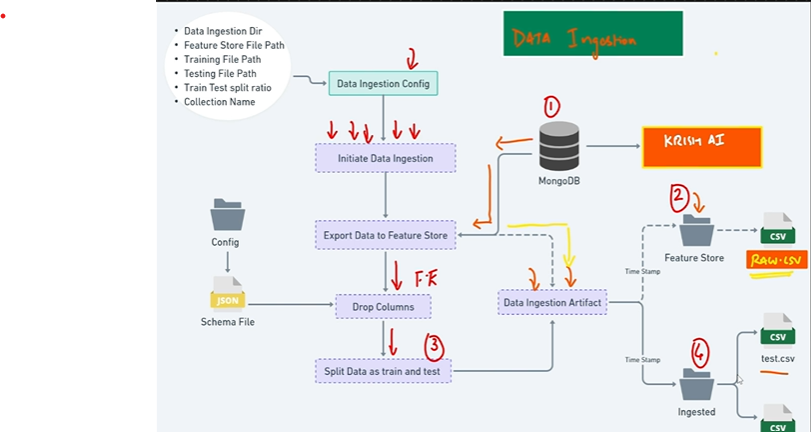 DATA Ingestion
• Data Ingestion Dir
• Feature Store File Path
• Training File Path
• Testing File Path
• Train Test split ratio
• Collection Name
Data Ingestion Config
1
KRISH AI
Initiate Data Ingestion
MongoDB
2
Config
Export Data to Feature Store
Feature Store
CSV
RAW.CSV
Time Stamp
F.E
JSON
Schema File
Drop Columns
Data Ingestion Artifact
3
CSV
test.csv
Time Stamp
4
Split Data as train and test
Ingested
CSV